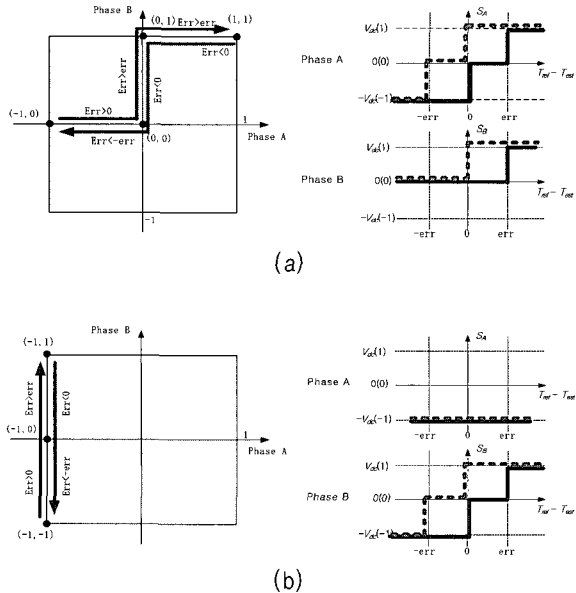 Phase B
(0, 1) Err>err (1, 1)
Err>err
Err<0
Err<0
Err>0
(-1, 0)
Err<-err
(0, 0)
1
Phase A
-1
S_A
V_dc(1)
Phase A
0(0)
T_ref - T_est
-V_dc(-1)
-err 0 err
S_B
V_dc(1)
Phase B
0(0)
T_ref - T_est
-V_dc(-1)
-err 0 err
(a)
Phase B
(-1, 1)
Err>err
Err<0
(-1, 0)
1
Phase A
Err>0
Err<-err
(-1,-1)
S_A
V_dc(1)
Phase A
0(0)
T_ref - T_est
-V_dc(-1)
S_B
V_dc(1)
Phase B
0(0)
T_ref - T_est
-V_dc(-1)
-err 0 err
(b)